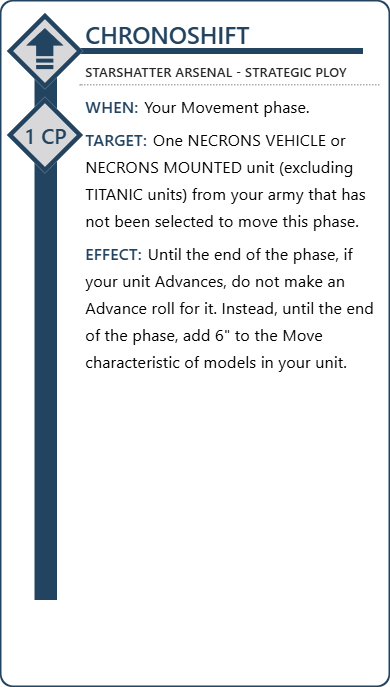 CHRONOSHIFT
STARSHATTER ARSENAL - STRATEGIC PLOY
WHEN: Your Movement phase.
1 CP
TARGET: One NECRONS VEHICLE or
NECRONS MOUNTED unit (excluding
TITANIC units) from your army that has
not been selected to move this phase.
EFFECT: Until the end of the phase, if
your unit Advances, do not make an
Advance roll for it. Instead, until the end
of the phase, add 6" to the Move
characteristic of models in your unit.